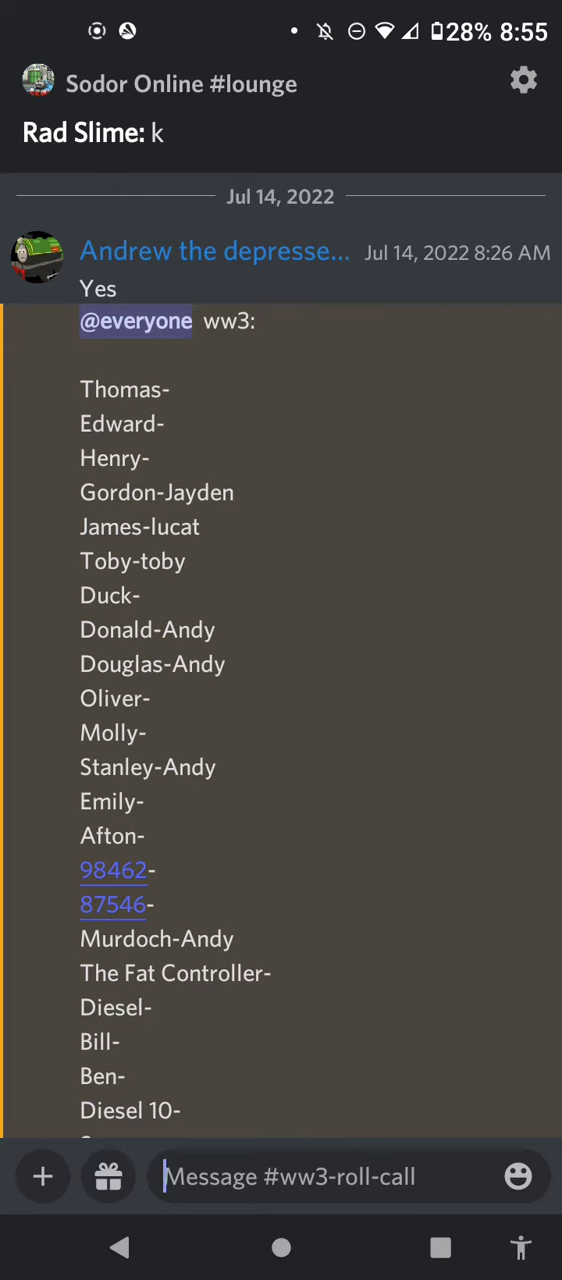 28% 8:55
Sodor Online #lounge
Rad Slime: k
Jul 14, 2022
Andrew the depresse... Jul 14, 2022 8:26 AM
Yes
@everyone ww3:
Thomas-
Edward-
Henry-
Gordon-Jayden
James-lucat
Toby-toby
Duck-
Donald-Andy
Douglas-Andy
Oliver-
Molly-
Stanley-Andy
Emily-
Afton-
98462-
87546-
Murdoch-Andy
The Fat Controller-
Diesel-
Bill-
Ben-
Diesel 10-
Message #ww3-roll-call